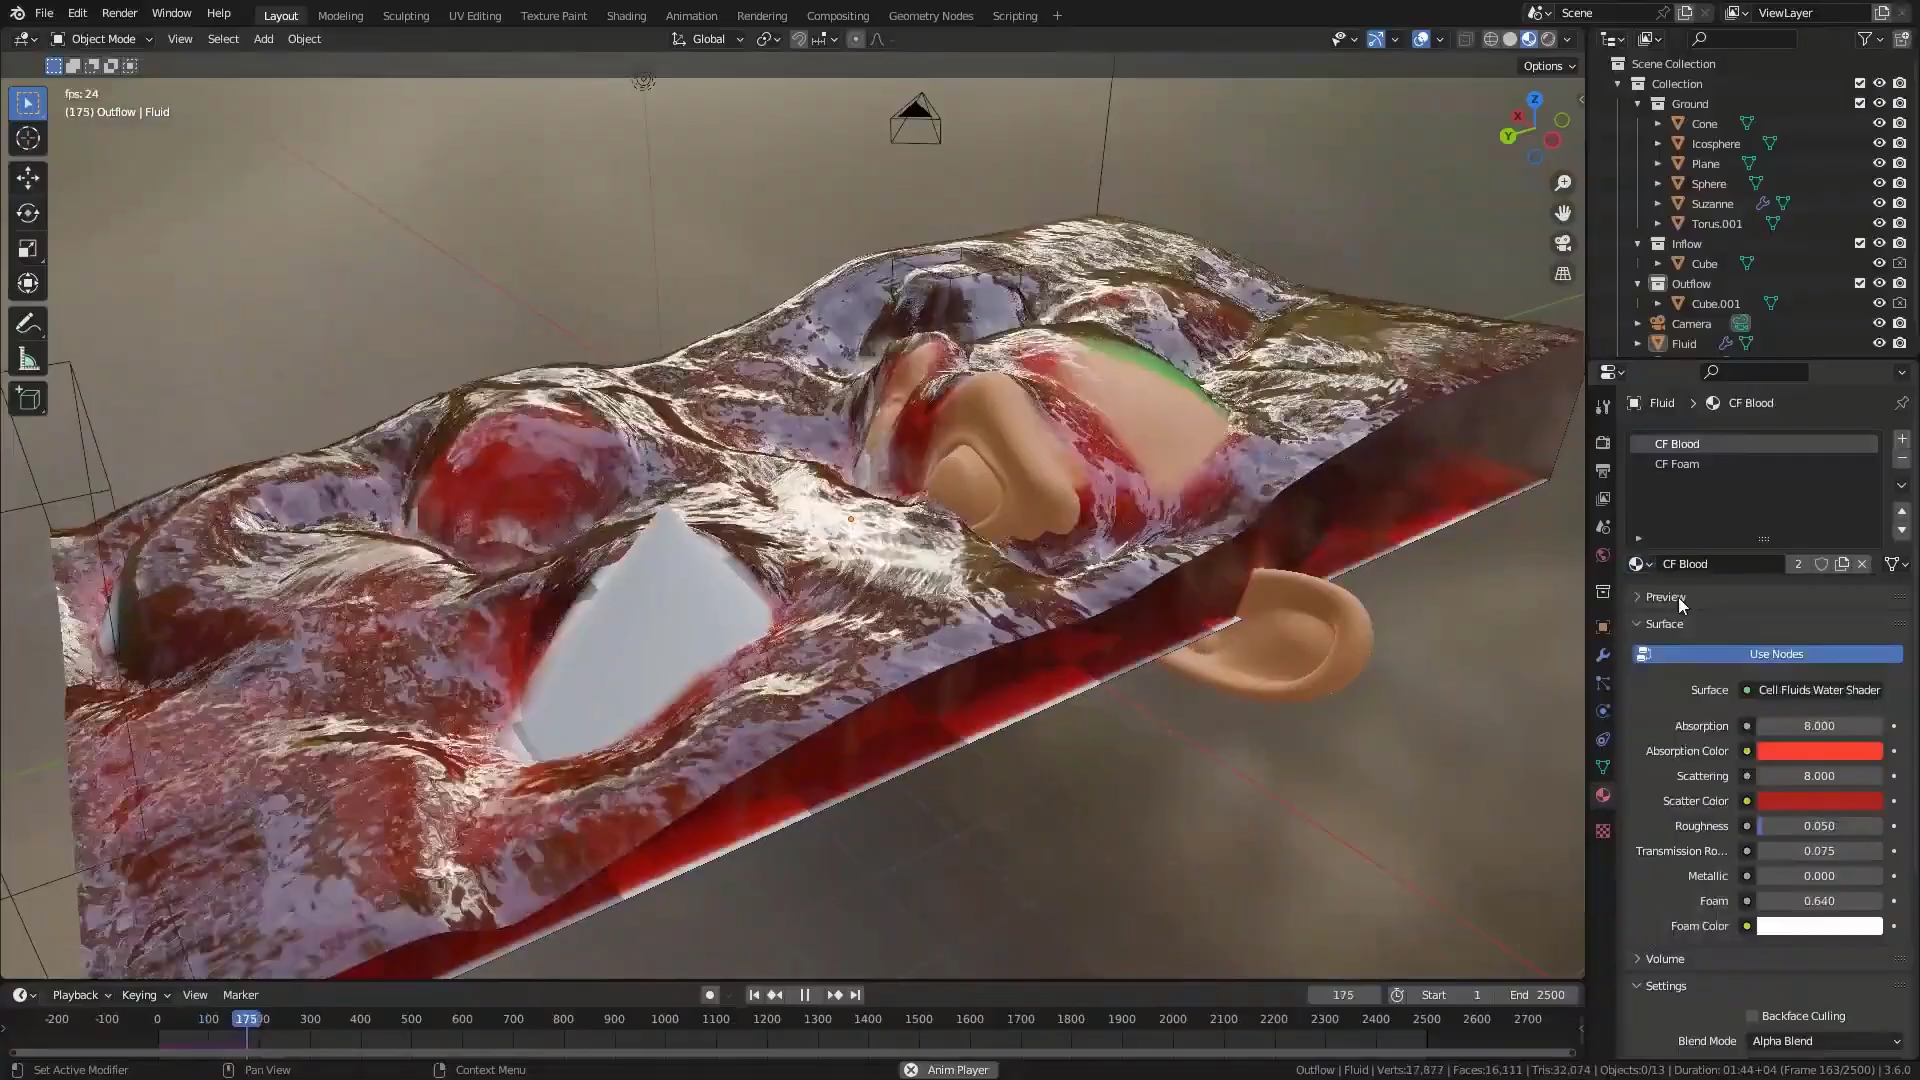 File Edit Render Window Help Layout Modeling Sculpting UV Editing Texture Paint Shading Animation Rendering Compositing Geometry Nodes Scripting + Scene ViewLayer
Object Mode View Select Add Object Global
Options
fps: 24
(175) Outflow | Fluid
Z
X
Y
Scene Collection
Collection
Ground
Cone
Icosphere
Plane
Sphere
Suzanne
Torus.001
Inflow
Cube
Outflow
Cube.001
Camera
Fluid
Fluid > CF Blood
CF Blood
CF Foam
CF Blood 2
Preview
Surface
Use Nodes
Surface Cell Fluids Water Shader
Absorption 8.000
Absorption Color
Scattering 8.000
Scatter Color
Roughness 0.050
Transmission Ro... 0.075
Metallic 0.000
Foam 0.640
Foam Color
Volume
Settings
Backface Culling
Blend Mode Alpha Blend
Playback Keying View Marker 175 Start 1 End 2500
-200 -100 0 100 175 300 400 500 600 700 800 900 1000 1100 1200 1300 1400 1500 1600 1700 1800 1900 2000 2100 2200 2300 2400 2500 2600 2700
Set Active Modifier Pan View Context Menu Anim Player Outflow | Fluid | Verts:17,877 | Faces:16,111 | Tris:32,074 | Objects:0/13 | Duration: 01:44+04 (Frame 163/2500) | 3.6.0